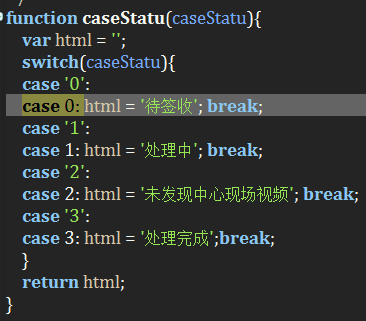 function caseStatu(caseStatu){
var html = '';
switch(caseStatu){
case '0':
case 0: html = '待签收'; break;
case '1':
case 1: html = '处理中'; break;
case '2':
case 2: html = '未发现中心现场视频'; break;
case '3':
case 3: html = '处理完成';break;
}
return html;
}